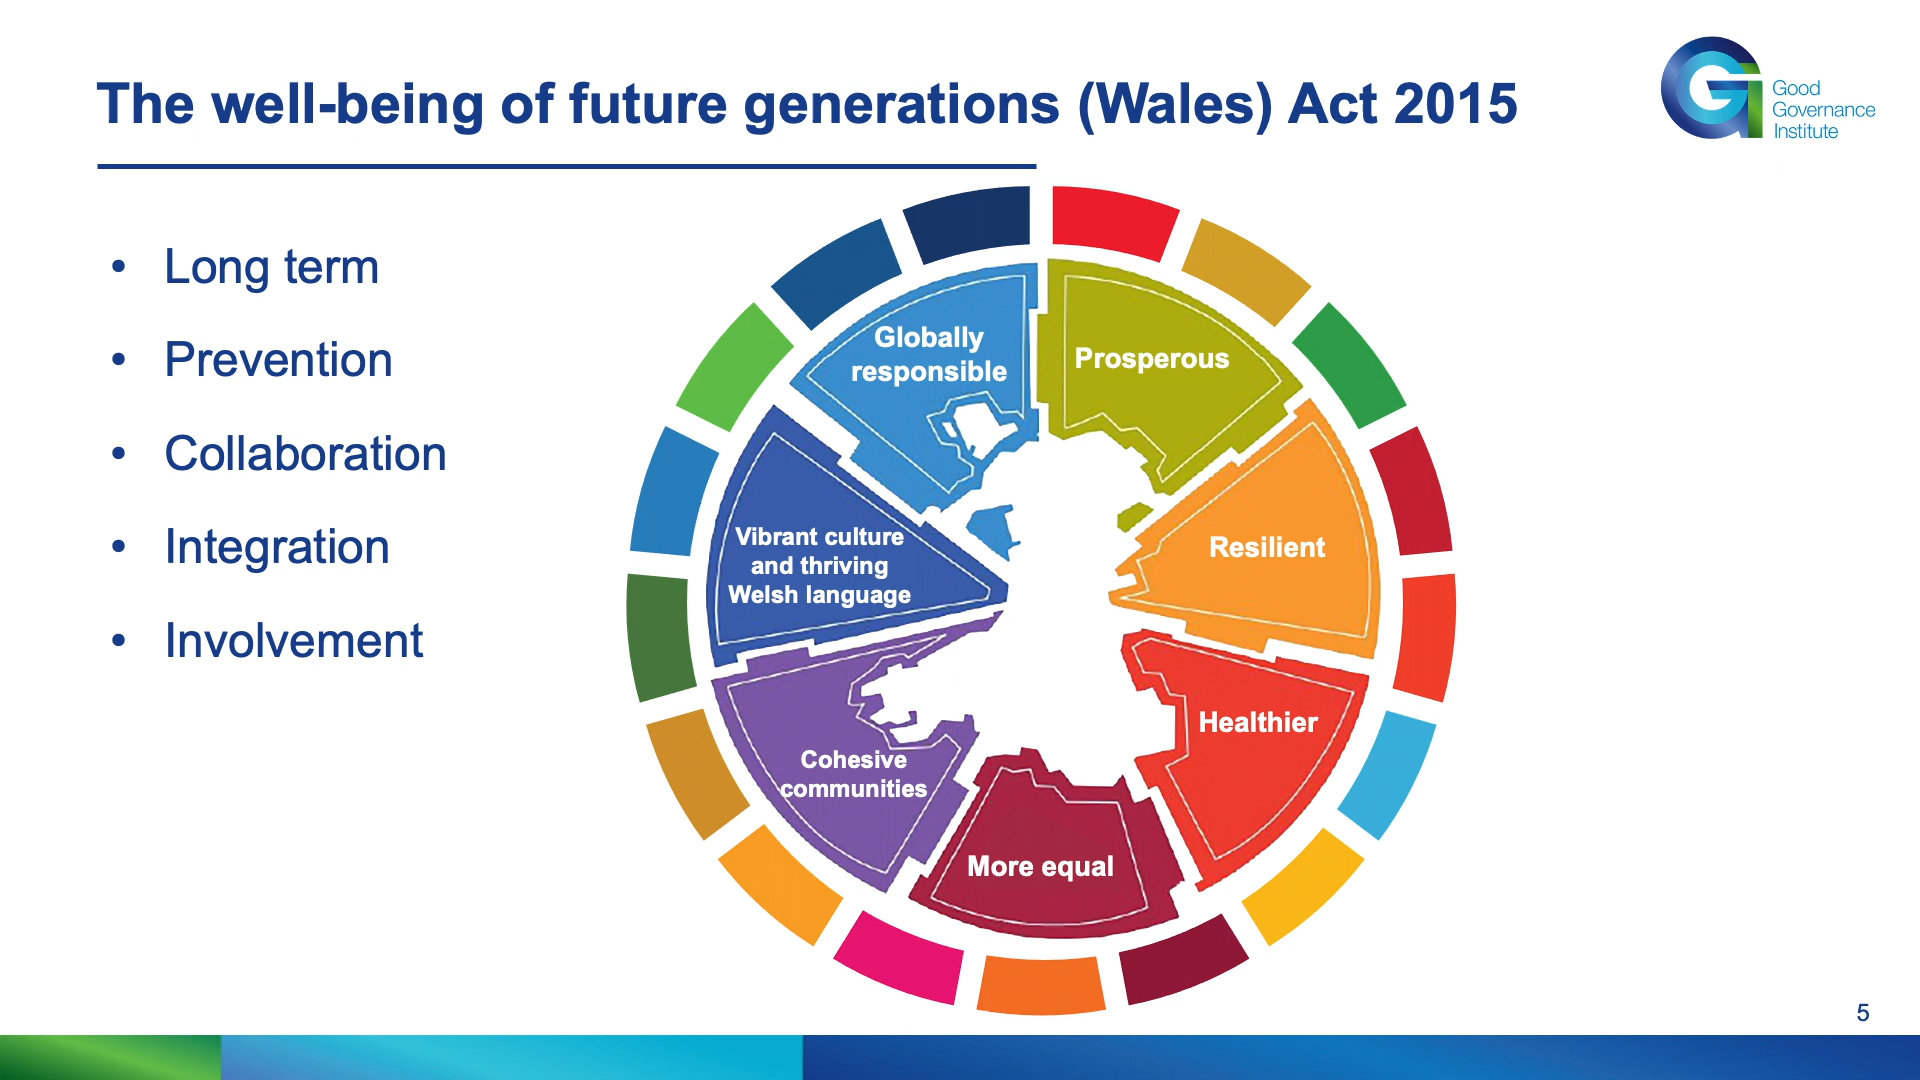 The well-being of future generations (Wales) Act 2015
Good
Governance
Institute
• Long term
• Prevention
• Collaboration
• Integration
• Involvement
Globally
responsible
Prosperous
Vibrant culture
and thriving
Welsh language
Resilient
Cohesive
communities
Healthier
More equal
5